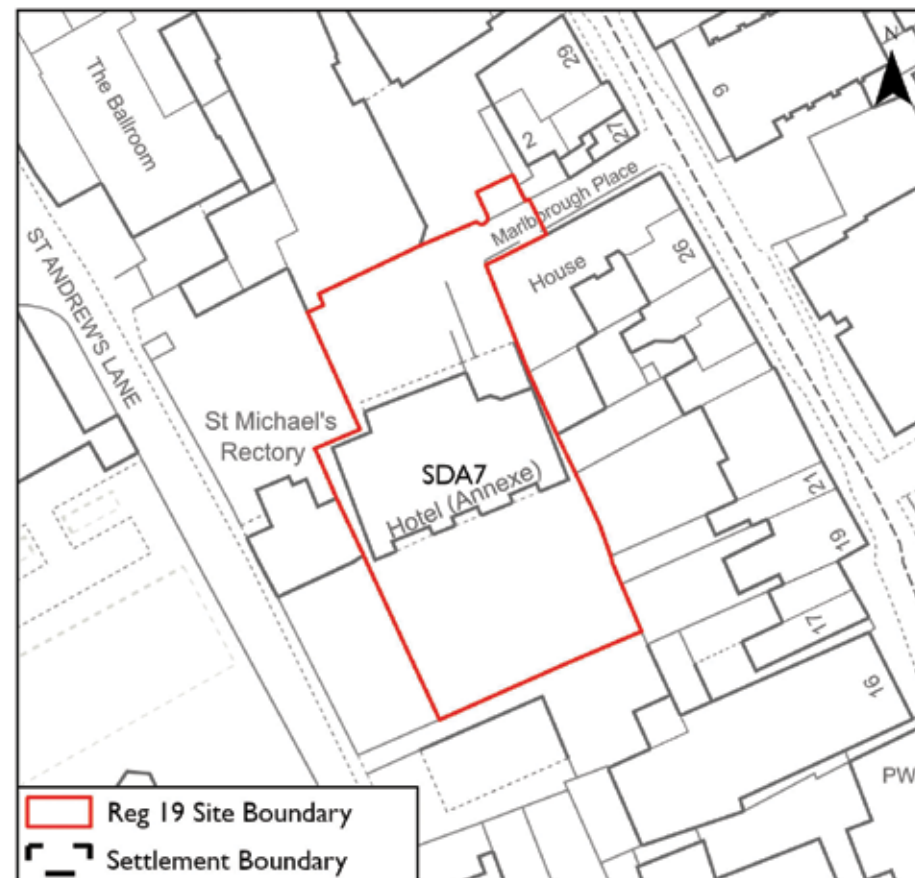 The Ballroom
29
2
27
9
N
Marlborough Place
ST ANDREW'S LANE
House
26
St Michael's
Rectory
SDA7
Hotel (Annexe)
21
19
17
16
PW
Reg 19 Site Boundary
Settlement Boundary